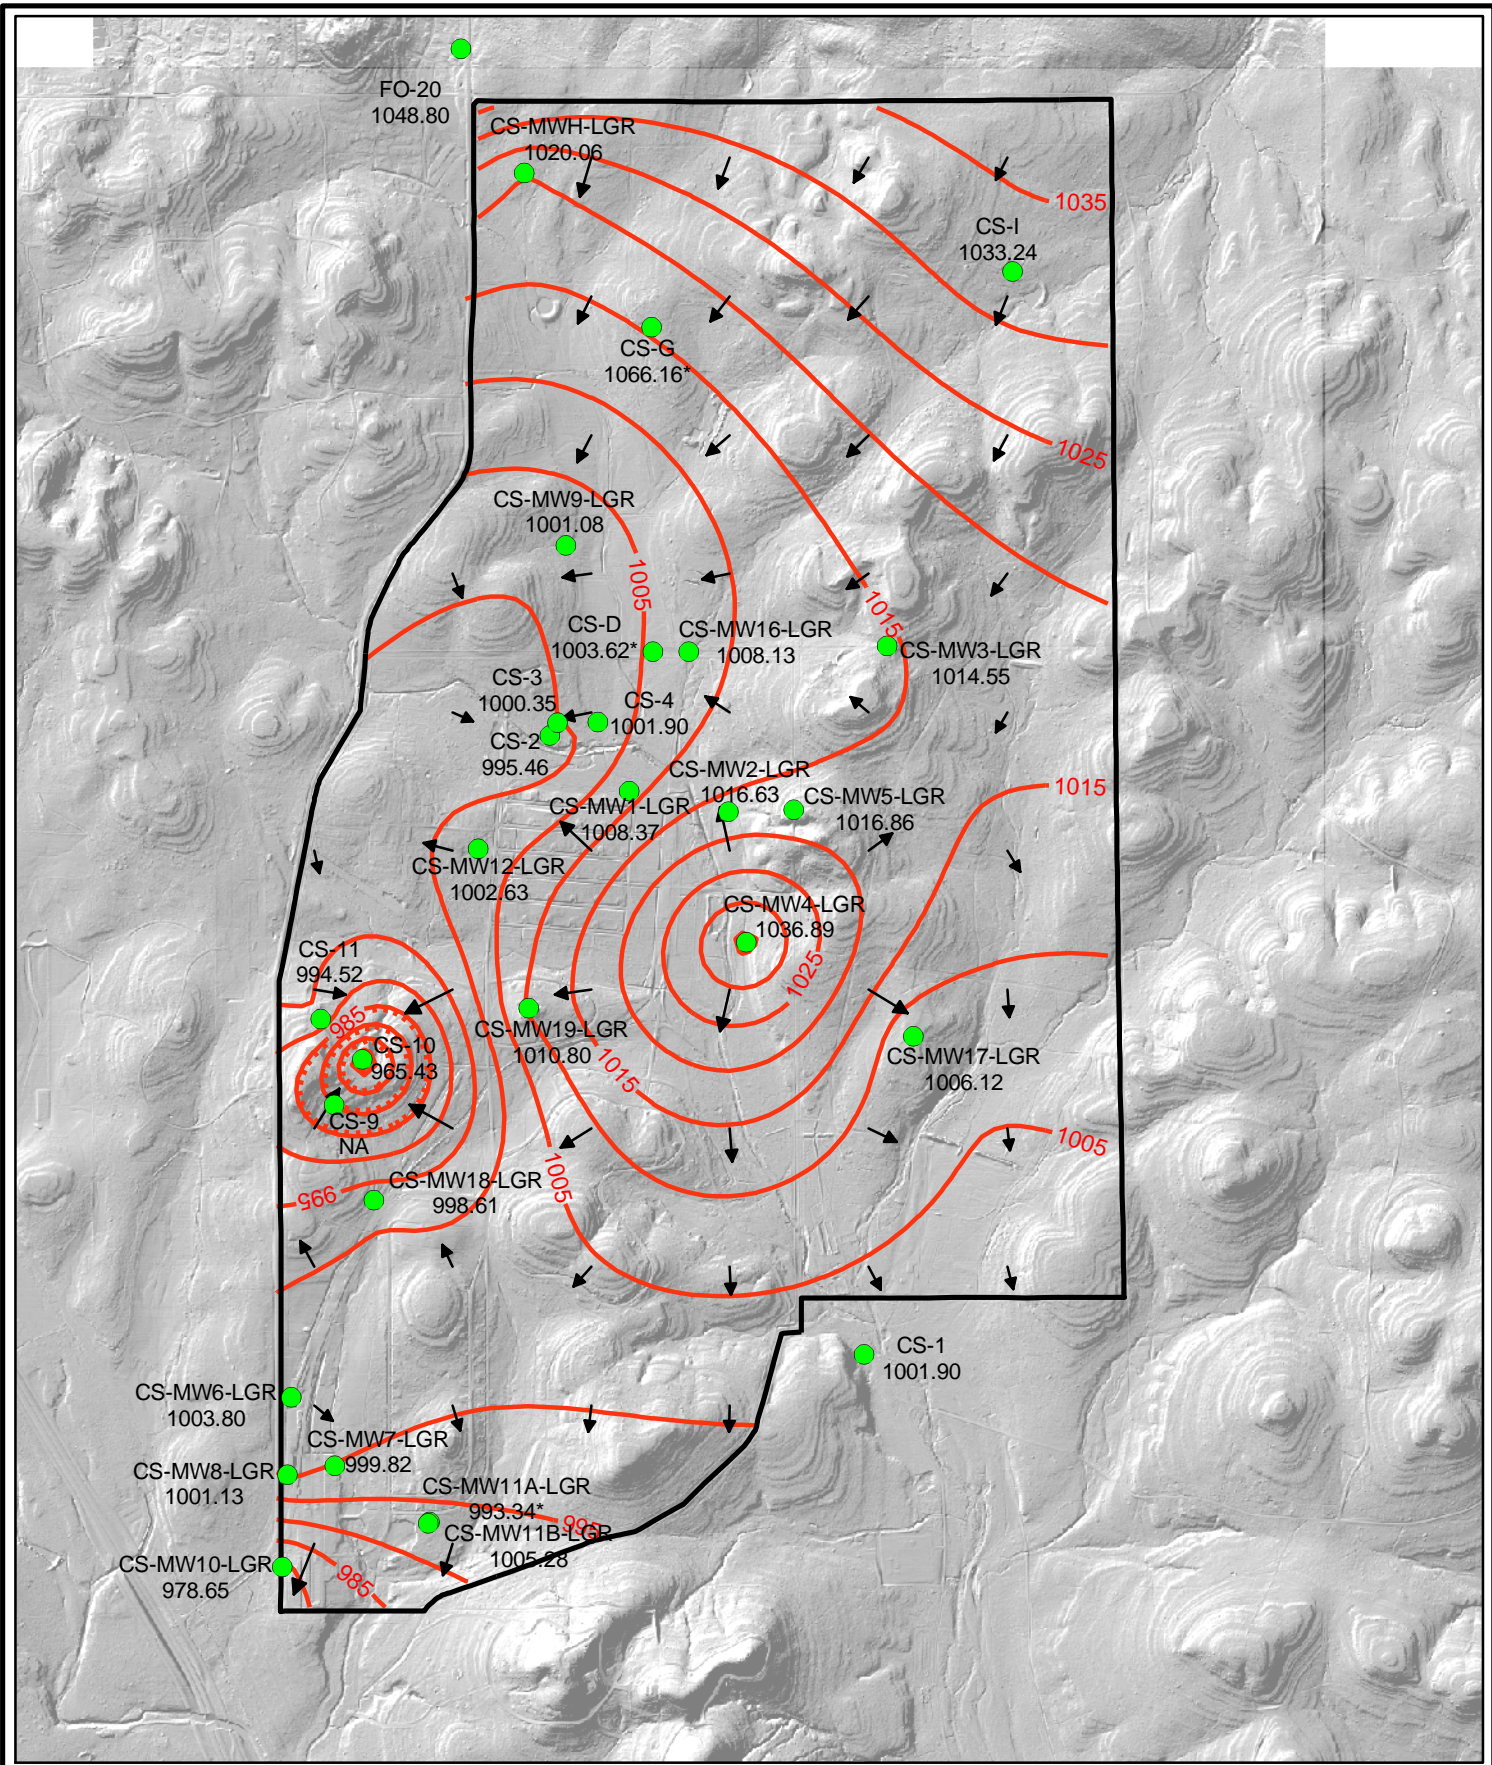 FO-20
1048.80
CS-MWH-LGR
1020.06
1035
CS-I
1033.24
CS-G
1066.16*
1025
CS-MW9-LGR
1001.08
1005
1015
CS-D
1003.62*
CS-MW16-LGR
1008.13
CS-MW3-LGR
1014.55
CS-3
1000.35
CS-4
1001.90
CS-2
995.46
CS-MW2-LGR
1016.63
CS-MW5-LGR
1016.86
1015
CS-MW1-LGR
1008.37
CS-MW12-LGR
1002.63
CS-MW4-LGR
1036.89
1025
CS-11
994.52
985
CS-10
965.43
CS-MW19-LGR
1010.80
1015
CS-MW17-LGR
1006.12
CS-9
NA
1005
1005
CS-MW18-LGR
998.61
995
CS-1
1001.90
CS-MW6-LGR
1003.80
CS-MW7-LGR
999.82
CS-MW8-LGR
1001.13
CS-MW11A-LGR
993.34*
995
CS-MW11B-LGR
1005.28
CS-MW10-LGR
978.65
985